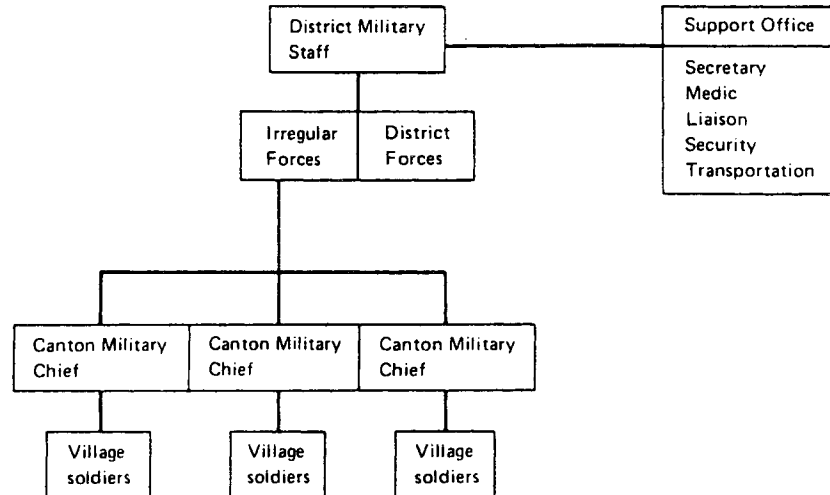 District Military
Staff
Support Office
Secretary
Medic
Liaison
Security
Transportation
Irregular
Forces
District
Forces
Canton Military
Chief
Canton Military
Chief
Canton Military
Chief
Village
soldiers
Village
soldiers
Village
soldiers